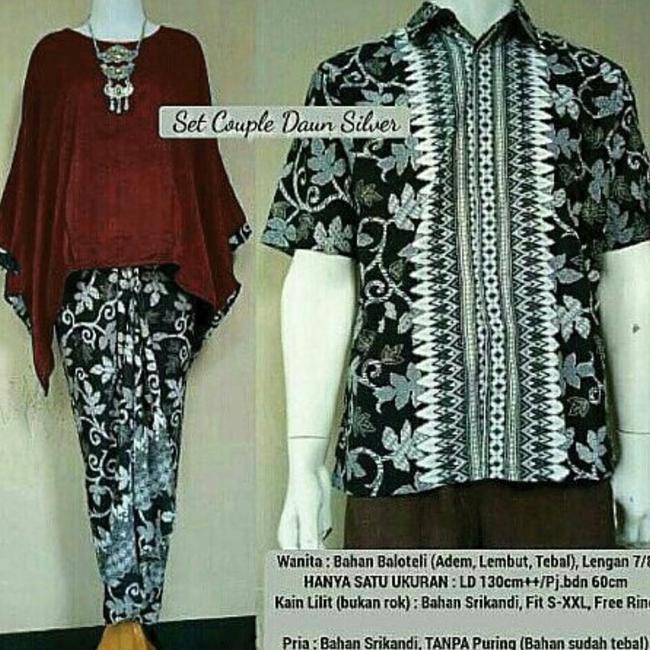 Set Couple Daun Silver
Wanita : Bahan Baloteli (Adem, Lembut, Tebal), Lengan 7/8
HANYA SATU UKURAN : LD 130cm++/Pj.bdn 60cm
Kain Lilit (bukan rok) : Bahan Srikandi, Fit S-XXL, Free Rin
Pria : Bahan Srikandi, TANPA Puring (Bahan sudah tebal)